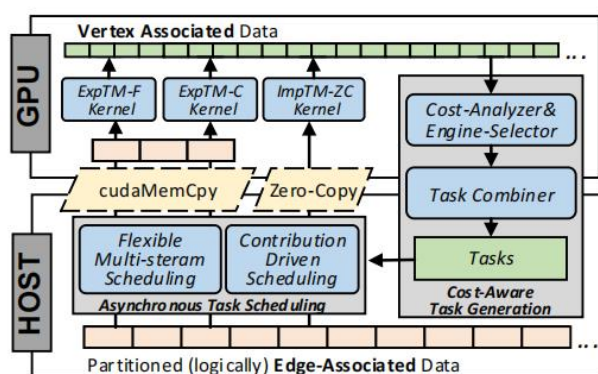 Vertex Associated Data
...
GPU
ExpTM-F
Kernel
ExpTM-C
Kernel
ImpTM-ZC
Kernel
Cost-Analyzer&
Engine-Selector
cudaMemCpy
Zero-Copy
Task Combiner
HOST
Flexible
Multi-steram
Scheduling
Contribution
Driven
Scheduling
Tasks
Asynchronous Task Scheduling
Cost-Aware
Task Generation
...
Partitioned (logically) Edge-Associated Data